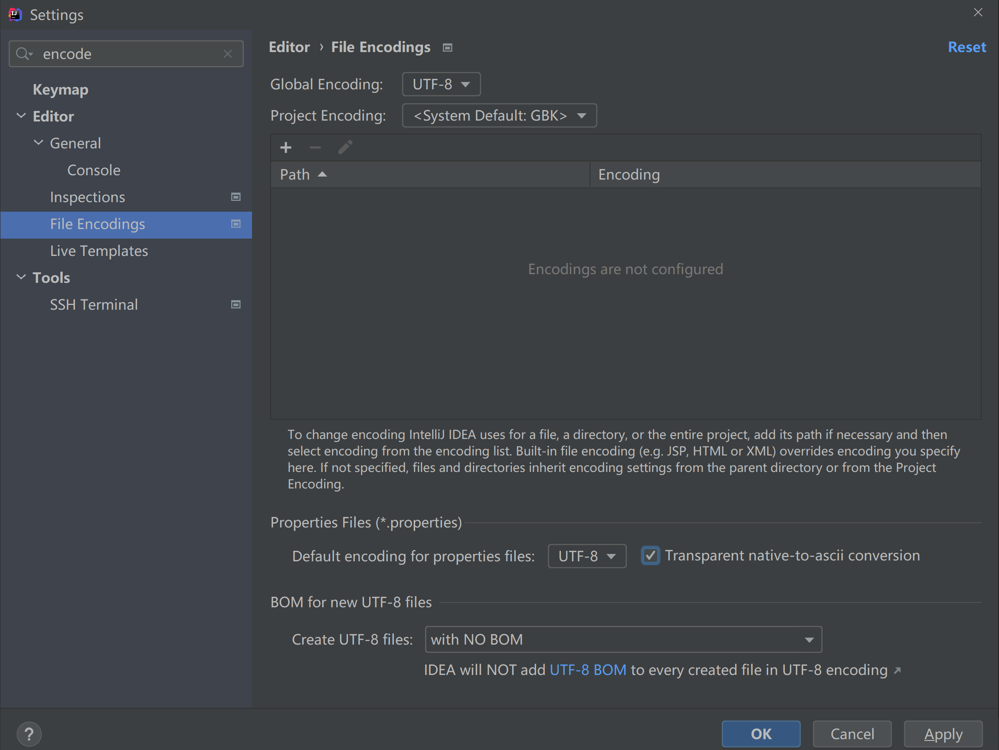 Settings
encode
Keymap
Editor
General
Console
Inspections
File Encodings
Live Templates
Tools
SSH Terminal
Editor › File Encodings
Reset
Global Encoding: UTF-8
Project Encoding: <System Default: GBK>
Path Encoding
Encodings are not configured
To change encoding IntelliJ IDEA uses for a file, a directory, or the entire project, add its path if necessary and then
select encoding from the encoding list. Built-in file encoding (e.g. JSP, HTML or XML) overrides encoding you specify
here. If not specified, files and directories inherit encoding settings from the parent directory or from the Project
Encoding.
Properties Files (*.properties)
Default encoding for properties files: UTF-8 Transparent native-to-ascii conversion
BOM for new UTF-8 files
Create UTF-8 files: with NO BOM
IDEA will NOT add UTF-8 BOM to every created file in UTF-8 encoding
? OK Cancel Apply